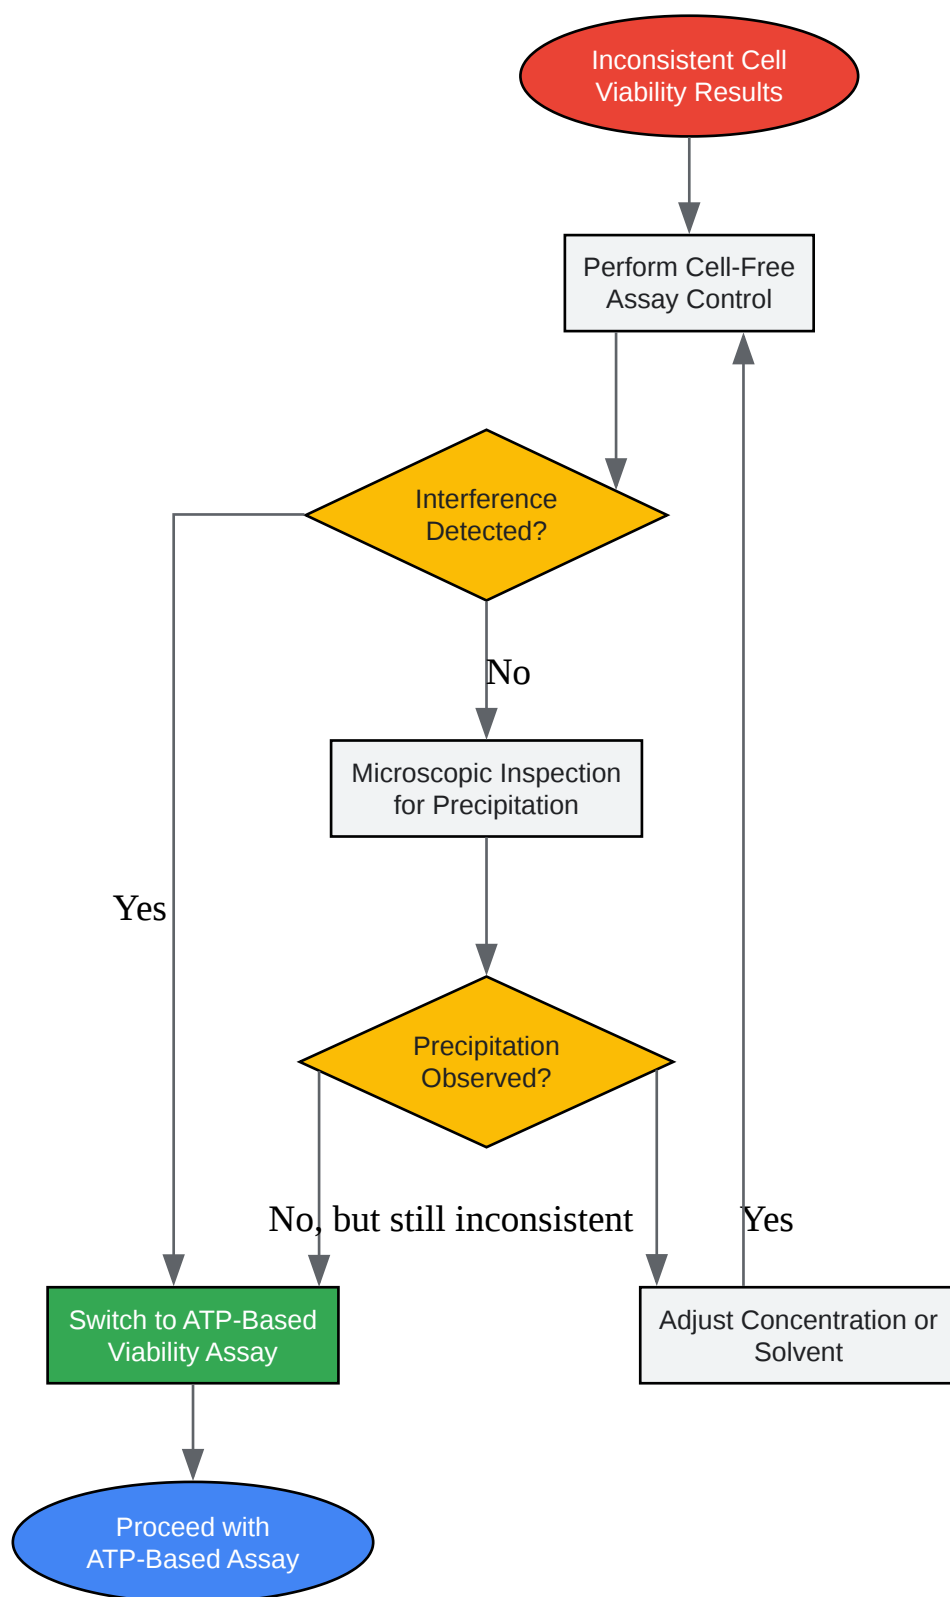 Inconsistent Cell
Viability Results
Perform Cell-Free
Assay Control
Interference
Detected?
No
Microscopic Inspection
for Precipitation
Yes
Precipitation
Observed?
No, but still inconsistent
Yes
Switch to ATP-Based
Viability Assay
Adjust Concentration or
Solvent
Proceed with
ATP-Based Assay